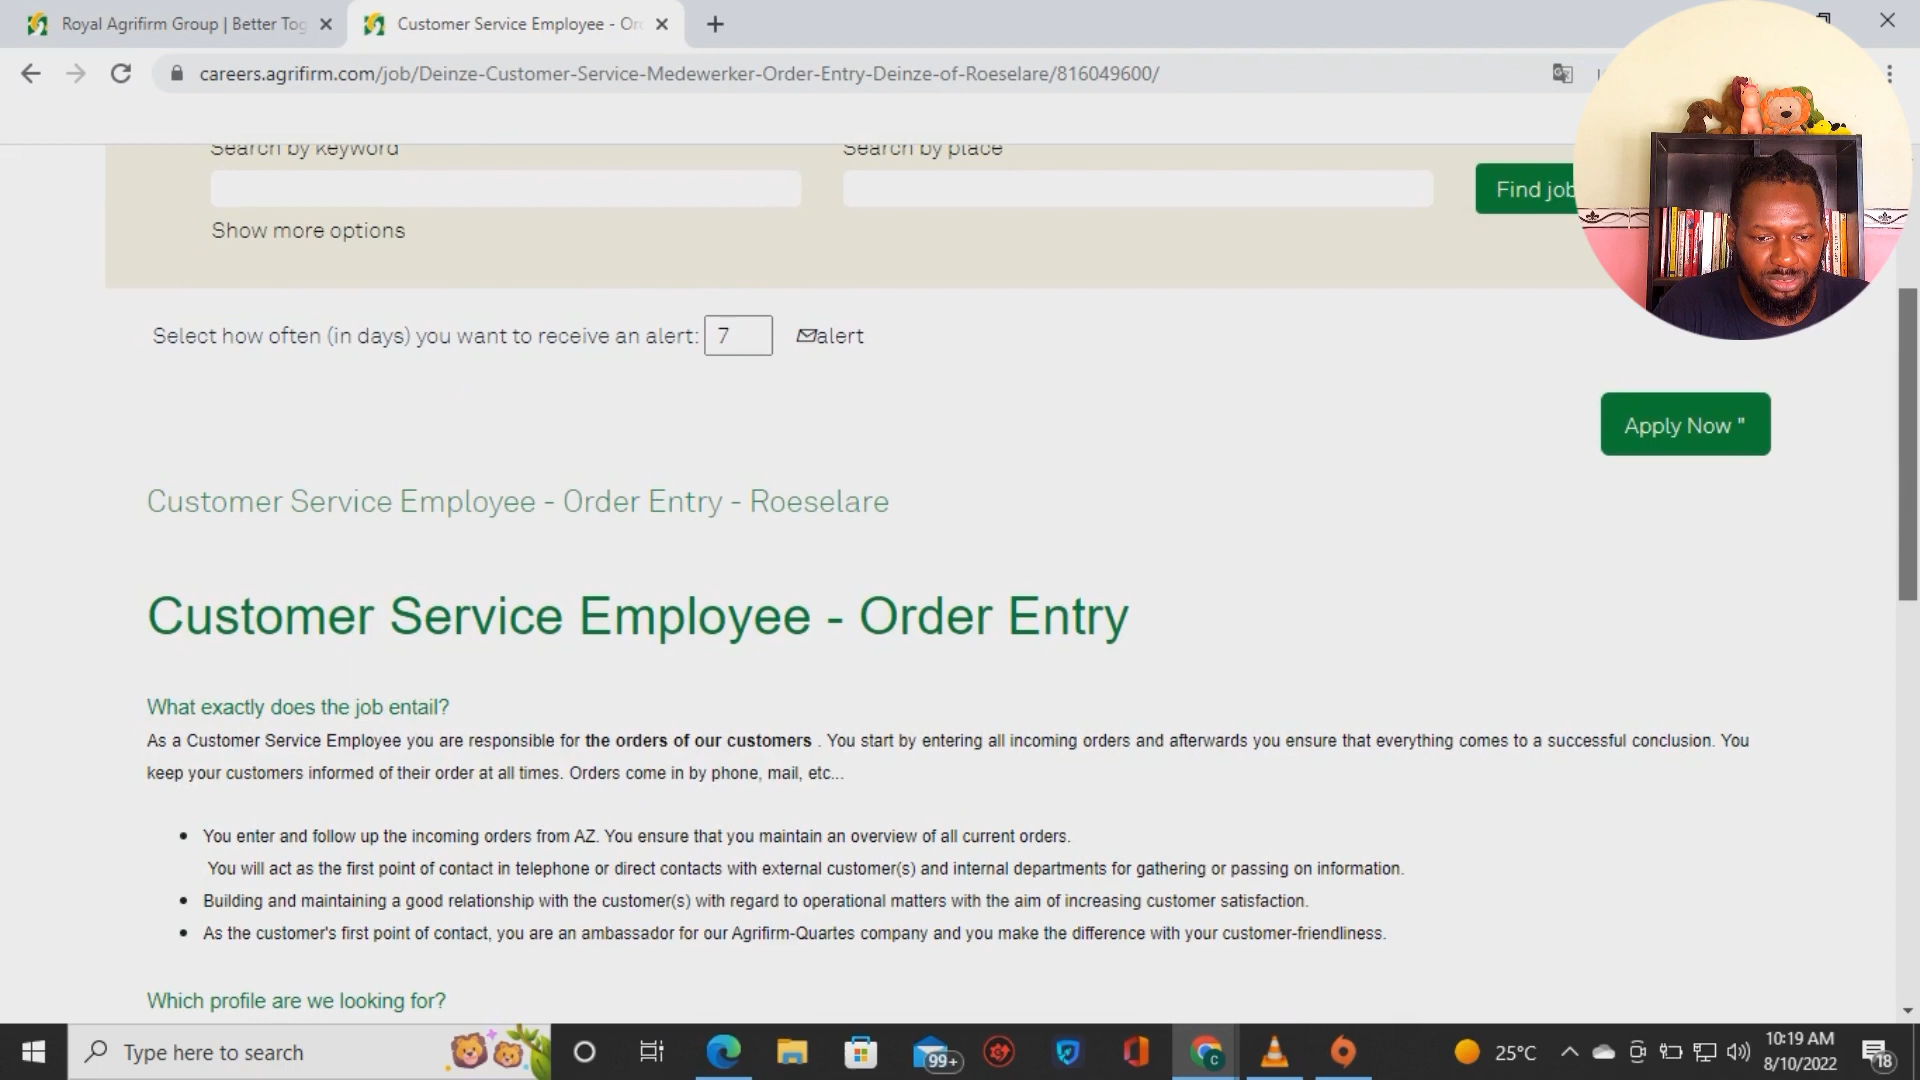 Royal Agrifirm Group | Better Tog
Customer Service Employee - Or
careers.agrifirm.com/job/Deinze-Customer-Service-Medewerker-Order-Entry-Deinze-of-Roeselare/816049600/
Search by keyword
Search by place
Find job
Show more options
Select how often (in days) you want to receive an alert: 7 alert
Apply Now "
Customer Service Employee - Order Entry - Roeselare
Customer Service Employee - Order Entry
What exactly does the job entail?
As a Customer Service Employee you are responsible for the orders of our customers . You start by entering all incoming orders and afterwards you ensure that everything comes to a successful conclusion. You
keep your customers informed of their order at all times. Orders come in by phone, mail, etc...
• You enter and follow up the incoming orders from AZ. You ensure that you maintain an overview of all current orders.
You will act as the first point of contact in telephone or direct contacts with external customer(s) and internal departments for gathering or passing on information.
• Building and maintaining a good relationship with the customer(s) with regard to operational matters with the aim of increasing customer satisfaction.
• As the customer's first point of contact, you are an ambassador for our Agrifirm-Quartes company and you make the difference with your customer-friendliness.
Which profile are we looking for?
Type here to search
99+
C
25°C
10:19 AM
8/10/2022
18